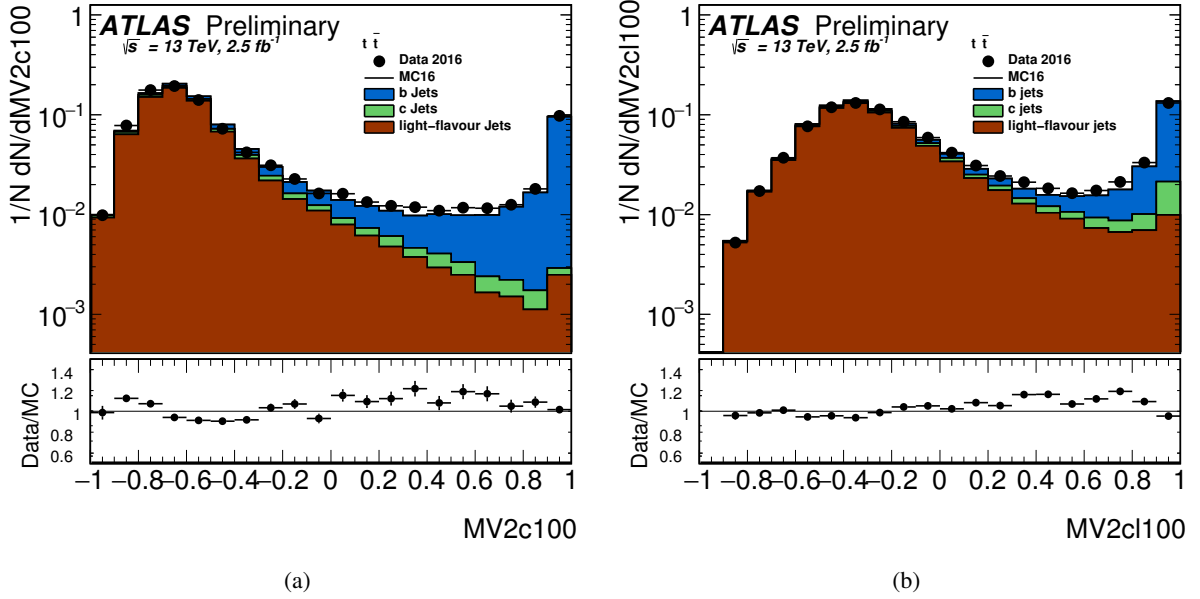 ATLAS Preliminary
√s = 13 TeV, 2.5 fb⁻¹
t t̄
Data 2016
MC16
b Jets
c Jets
light−flavour Jets
1/N dN/dMV2c100
1
10⁻¹
10⁻²
10⁻³
Data/MC
1.4
1.2
1
0.8
0.6
−1 −0.8 −0.6 −0.4 −0.2 0 0.2 0.4 0.6 0.8 1
MV2c100
(a)
ATLAS Preliminary
√s = 13 TeV, 2.5 fb⁻¹
t t̄
Data 2016
MC16
b jets
c jets
light−flavour jets
1/N dN/dMV2cl100
1
10⁻¹
10⁻²
10⁻³
Data/MC
1.4
1.2
1
0.8
0.6
−1 −0.8 −0.6 −0.4 −0.2 0 0.2 0.4 0.6 0.8 1
MV2cl100
(b)